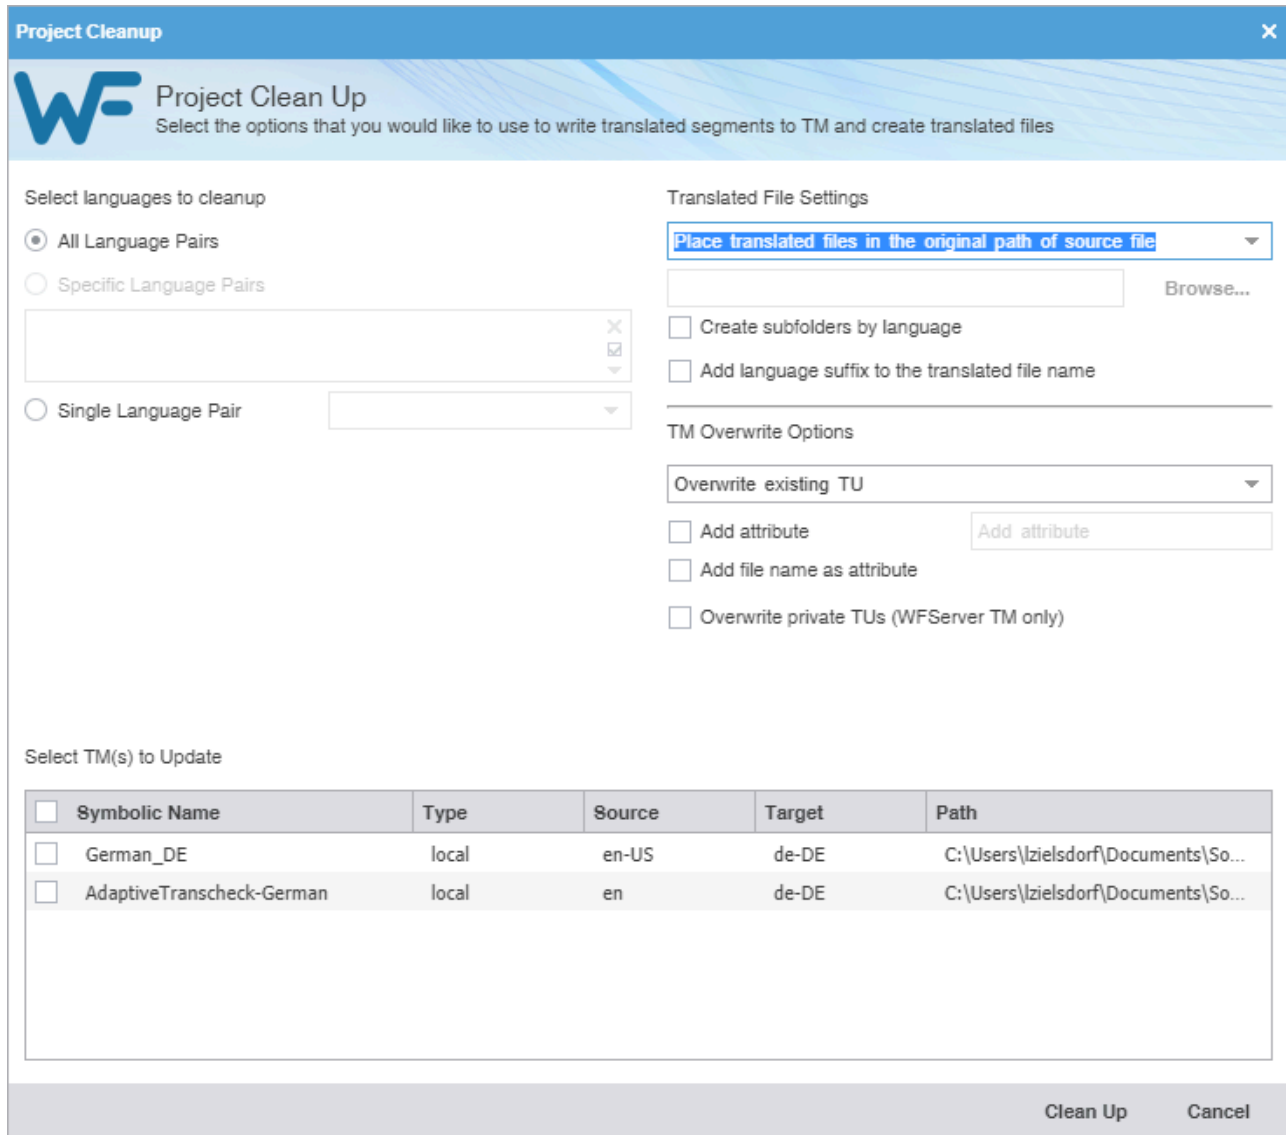 Project Cleanup
WF
Project Clean Up
Select the options that you would like to use to write translated segments to TM and create translated files
Select languages to cleanup
All Language Pairs
Specific Language Pairs
Single Language Pair
Translated File Settings
Place translated files in the original path of source file
Browse...
Create subfolders by language
Add language suffix to the translated file name
TM Overwrite Options
Overwrite existing TU
Add attribute Add attribute
Add file name as attribute
Overwrite private TUs (WFServer TM only)
Select TM(s) to Update
Symbolic Name Type Source Target Path
German_DE local en-US de-DE C:\Users\lzielsdorf\Documents\So...
AdaptiveTranscheck-German local en de-DE C:\Users\lzielsdorf\Documents\So...
Clean Up Cancel